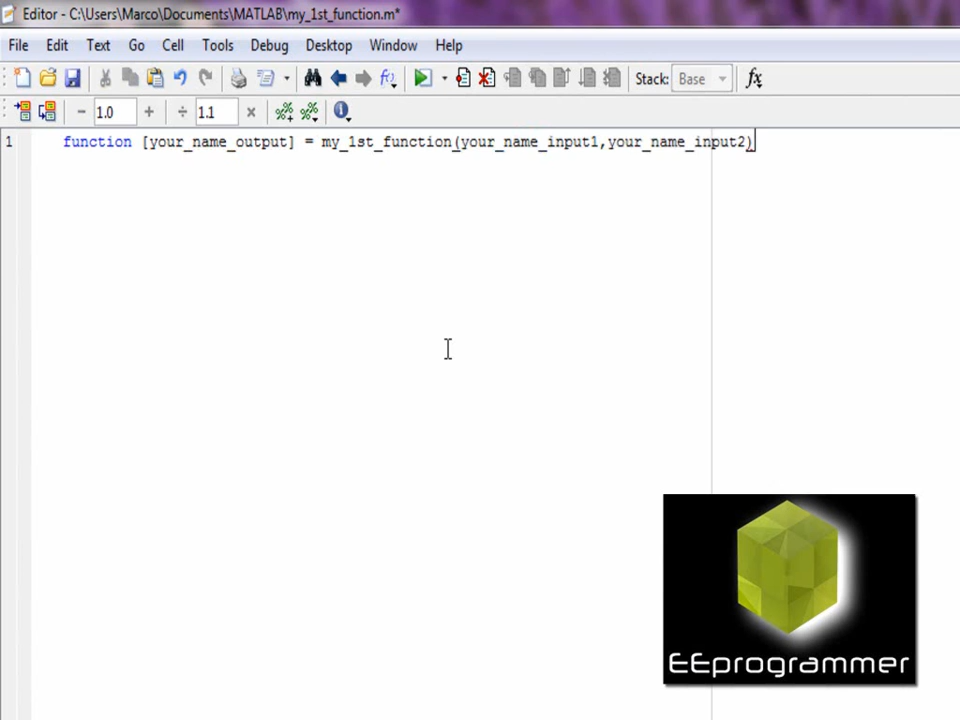 Editor - C:\Users\Marco\Documents\MATLAB\my_1st_function.m*
File Edit Text Go Cell Tools Debug Desktop Window Help
Stack: Base fx
- 1.0 + ÷ 1.1 ×
1 function [your_name_output] = my_1st_function(your_name_input1,your_name_input2)
EEprogrammer